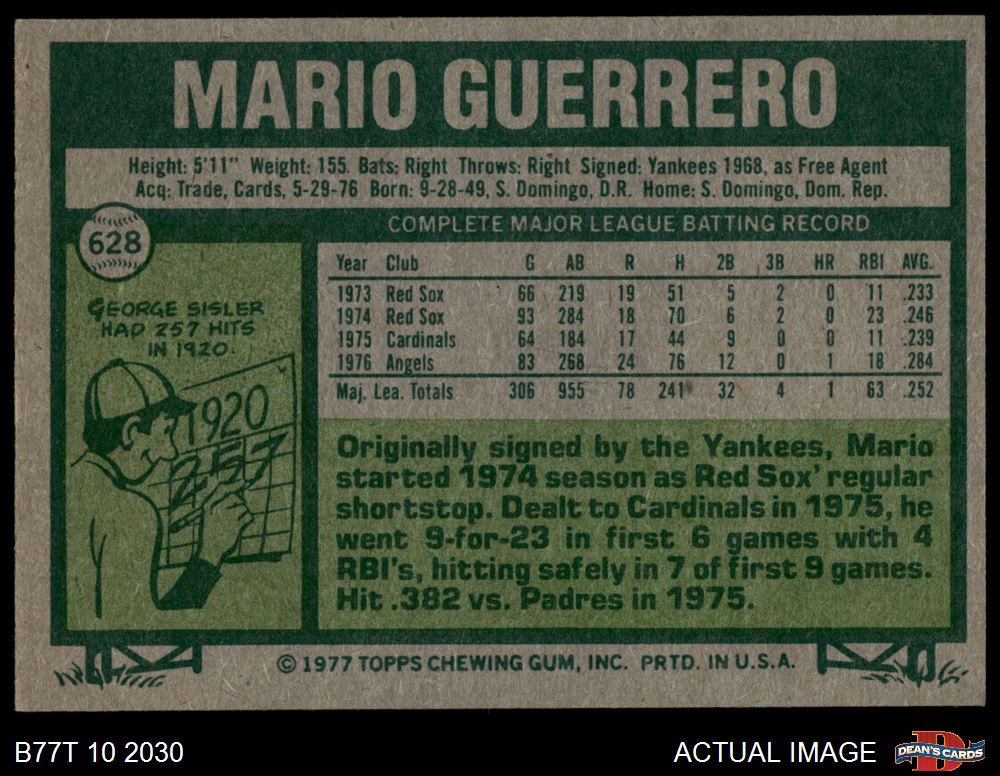 MARIO GUERRERO
Height: 5'11" Weight: 155. Bats: Right Throws: Right Signed: Yankees 1968, as Free Agent
Acq: Trade, Cards, 5-29-76 Born: 9-28-49, S. Domingo, D.R. Home: S. Domingo, Dom. Rep.
COMPLETE MAJOR LEAGUE BATTING RECORD
628
GEORGE SISLER
HAD 257 HITS
IN 1920.
1920
257
Year Club G AB R H 2B 3B HR RBI AVG.
1973 Red Sox 66 219 19 51 5 2 0 11 .233
1974 Red Sox 93 284 18 70 6 2 0 23 .246
1975 Cardinals 64 184 17 44 9 0 0 11 .239
1976 Angels 83 268 24 76 12 0 1 18 .284
Maj. Lea. Totals 306 955 78 241 32 4 1 63 .252
Originally signed by the Yankees, Mario
started 1974 season as Red Sox' regular
shortstop. Dealt to Cardinals in 1975, he
went 9-for-23 in first 6 games with 4
RBI's, hitting safely in 7 of first 9 games.
Hit .382 vs. Padres in 1975.
© 1977 TOPPS CHEWING GUM, INC. PRTD. IN U.S.A.
B77T 10 2030
ACTUAL IMAGE
DEAN'S CARDS